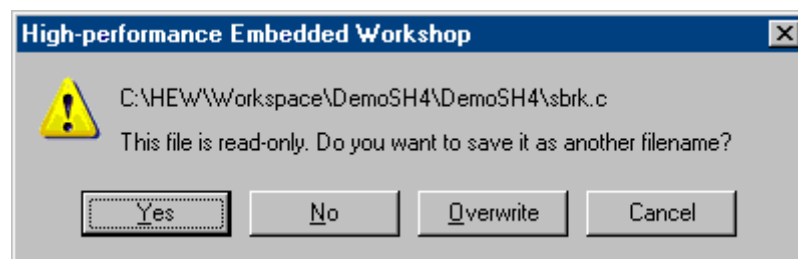 High-performance Embedded Workshop
C:\HEW\Workspace\DemoSH4\DemoSH4\sbrk.c
This file is read-only. Do you want to save it as another filename?
Yes No Overwrite Cancel